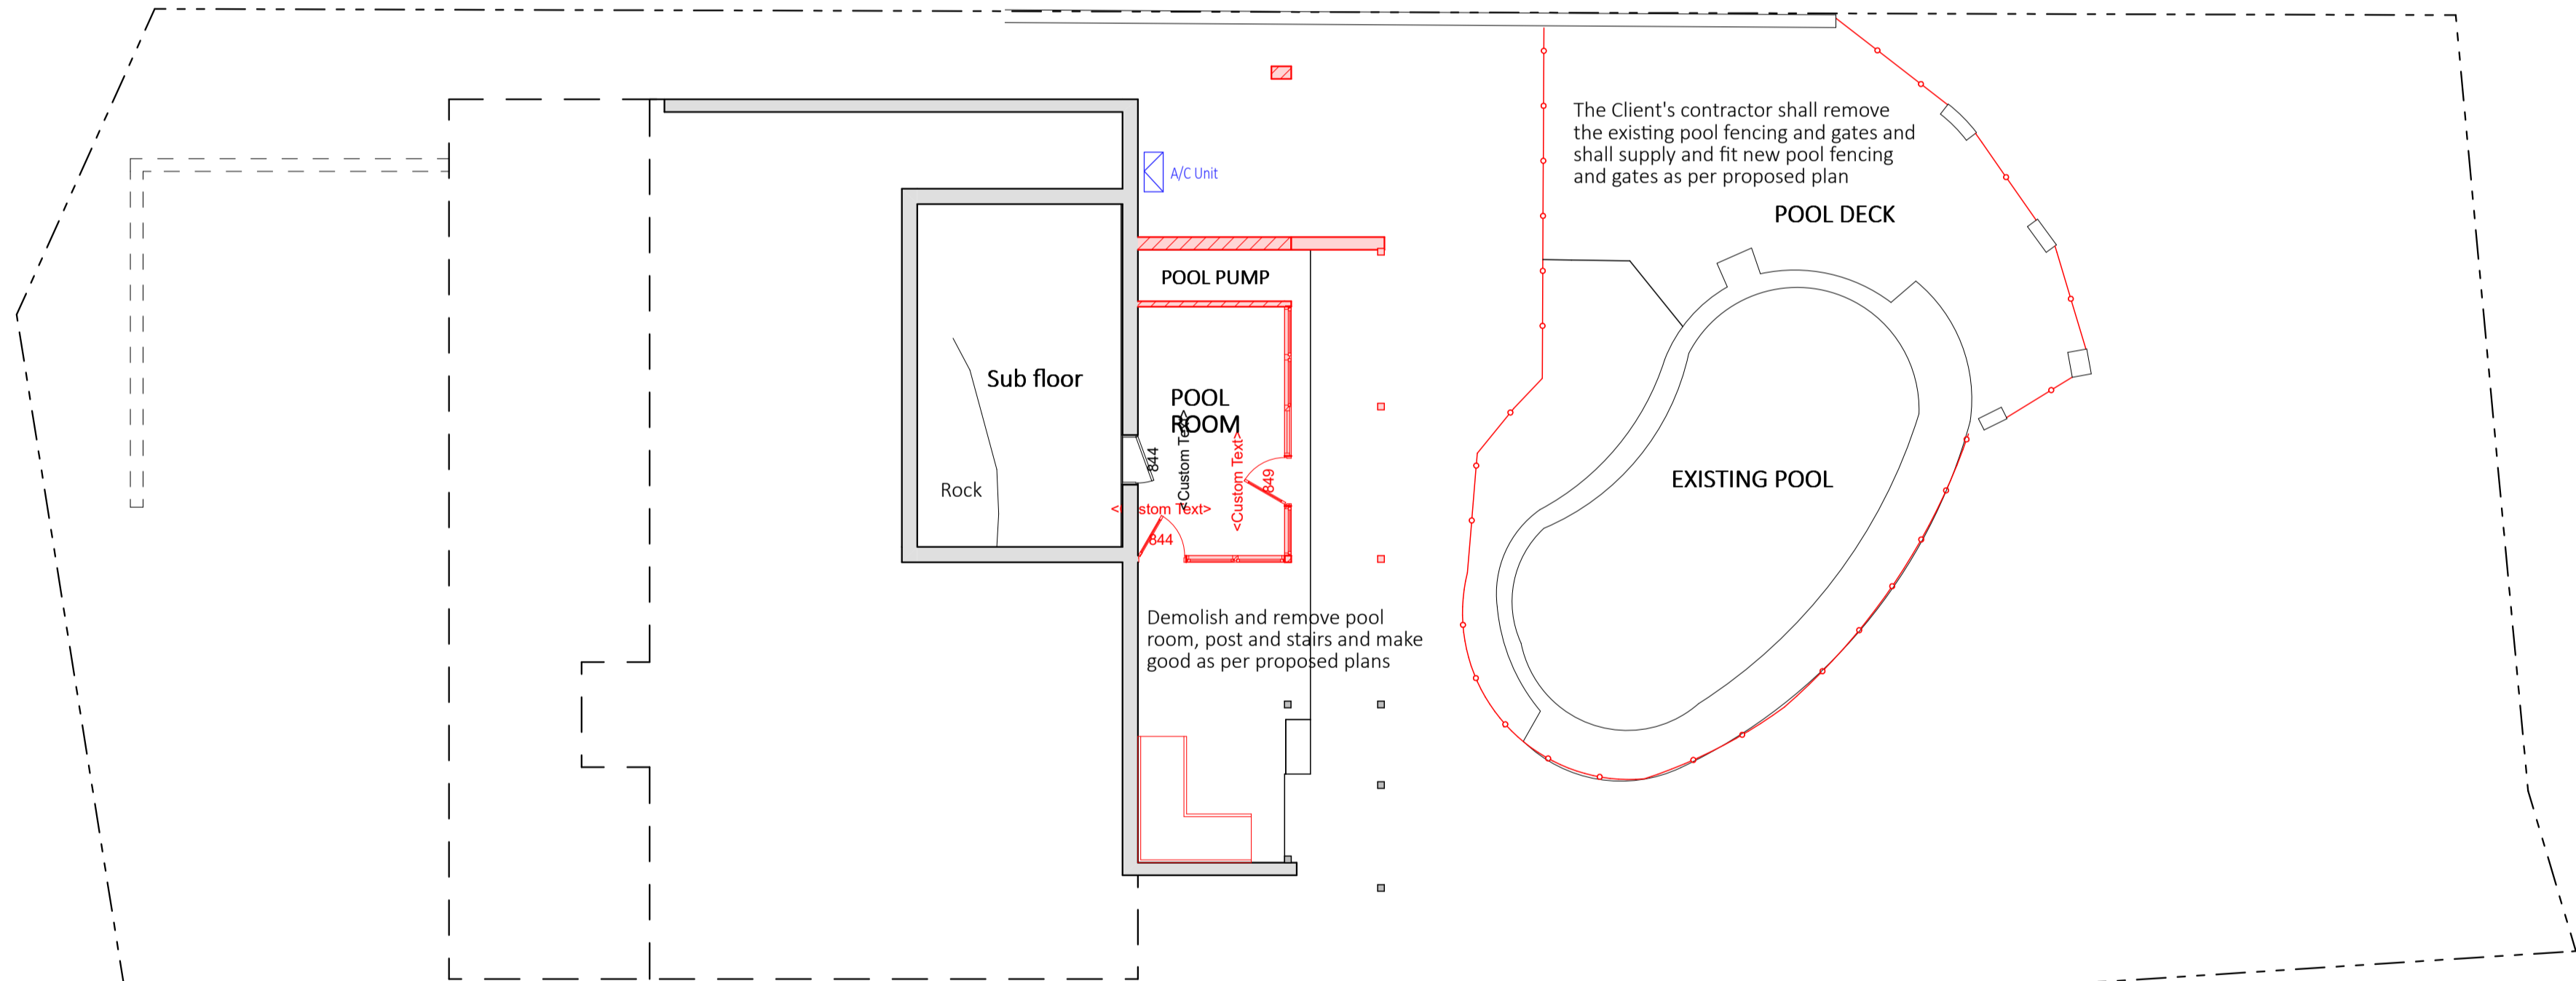 The Client's contractor shall remove
the existing pool fencing and gates and
shall supply and fit new pool fencing
and gates as per proposed plan
POOL DECK
A/C Unit
POOL PUMP
Sub floor
POOL
ROOM
844
<Custom Text>
<Custom Text>
849
Rock
<Custom Text>
844
EXISTING POOL
Demolish and remove pool
room, post and stairs and make
good as per proposed plans